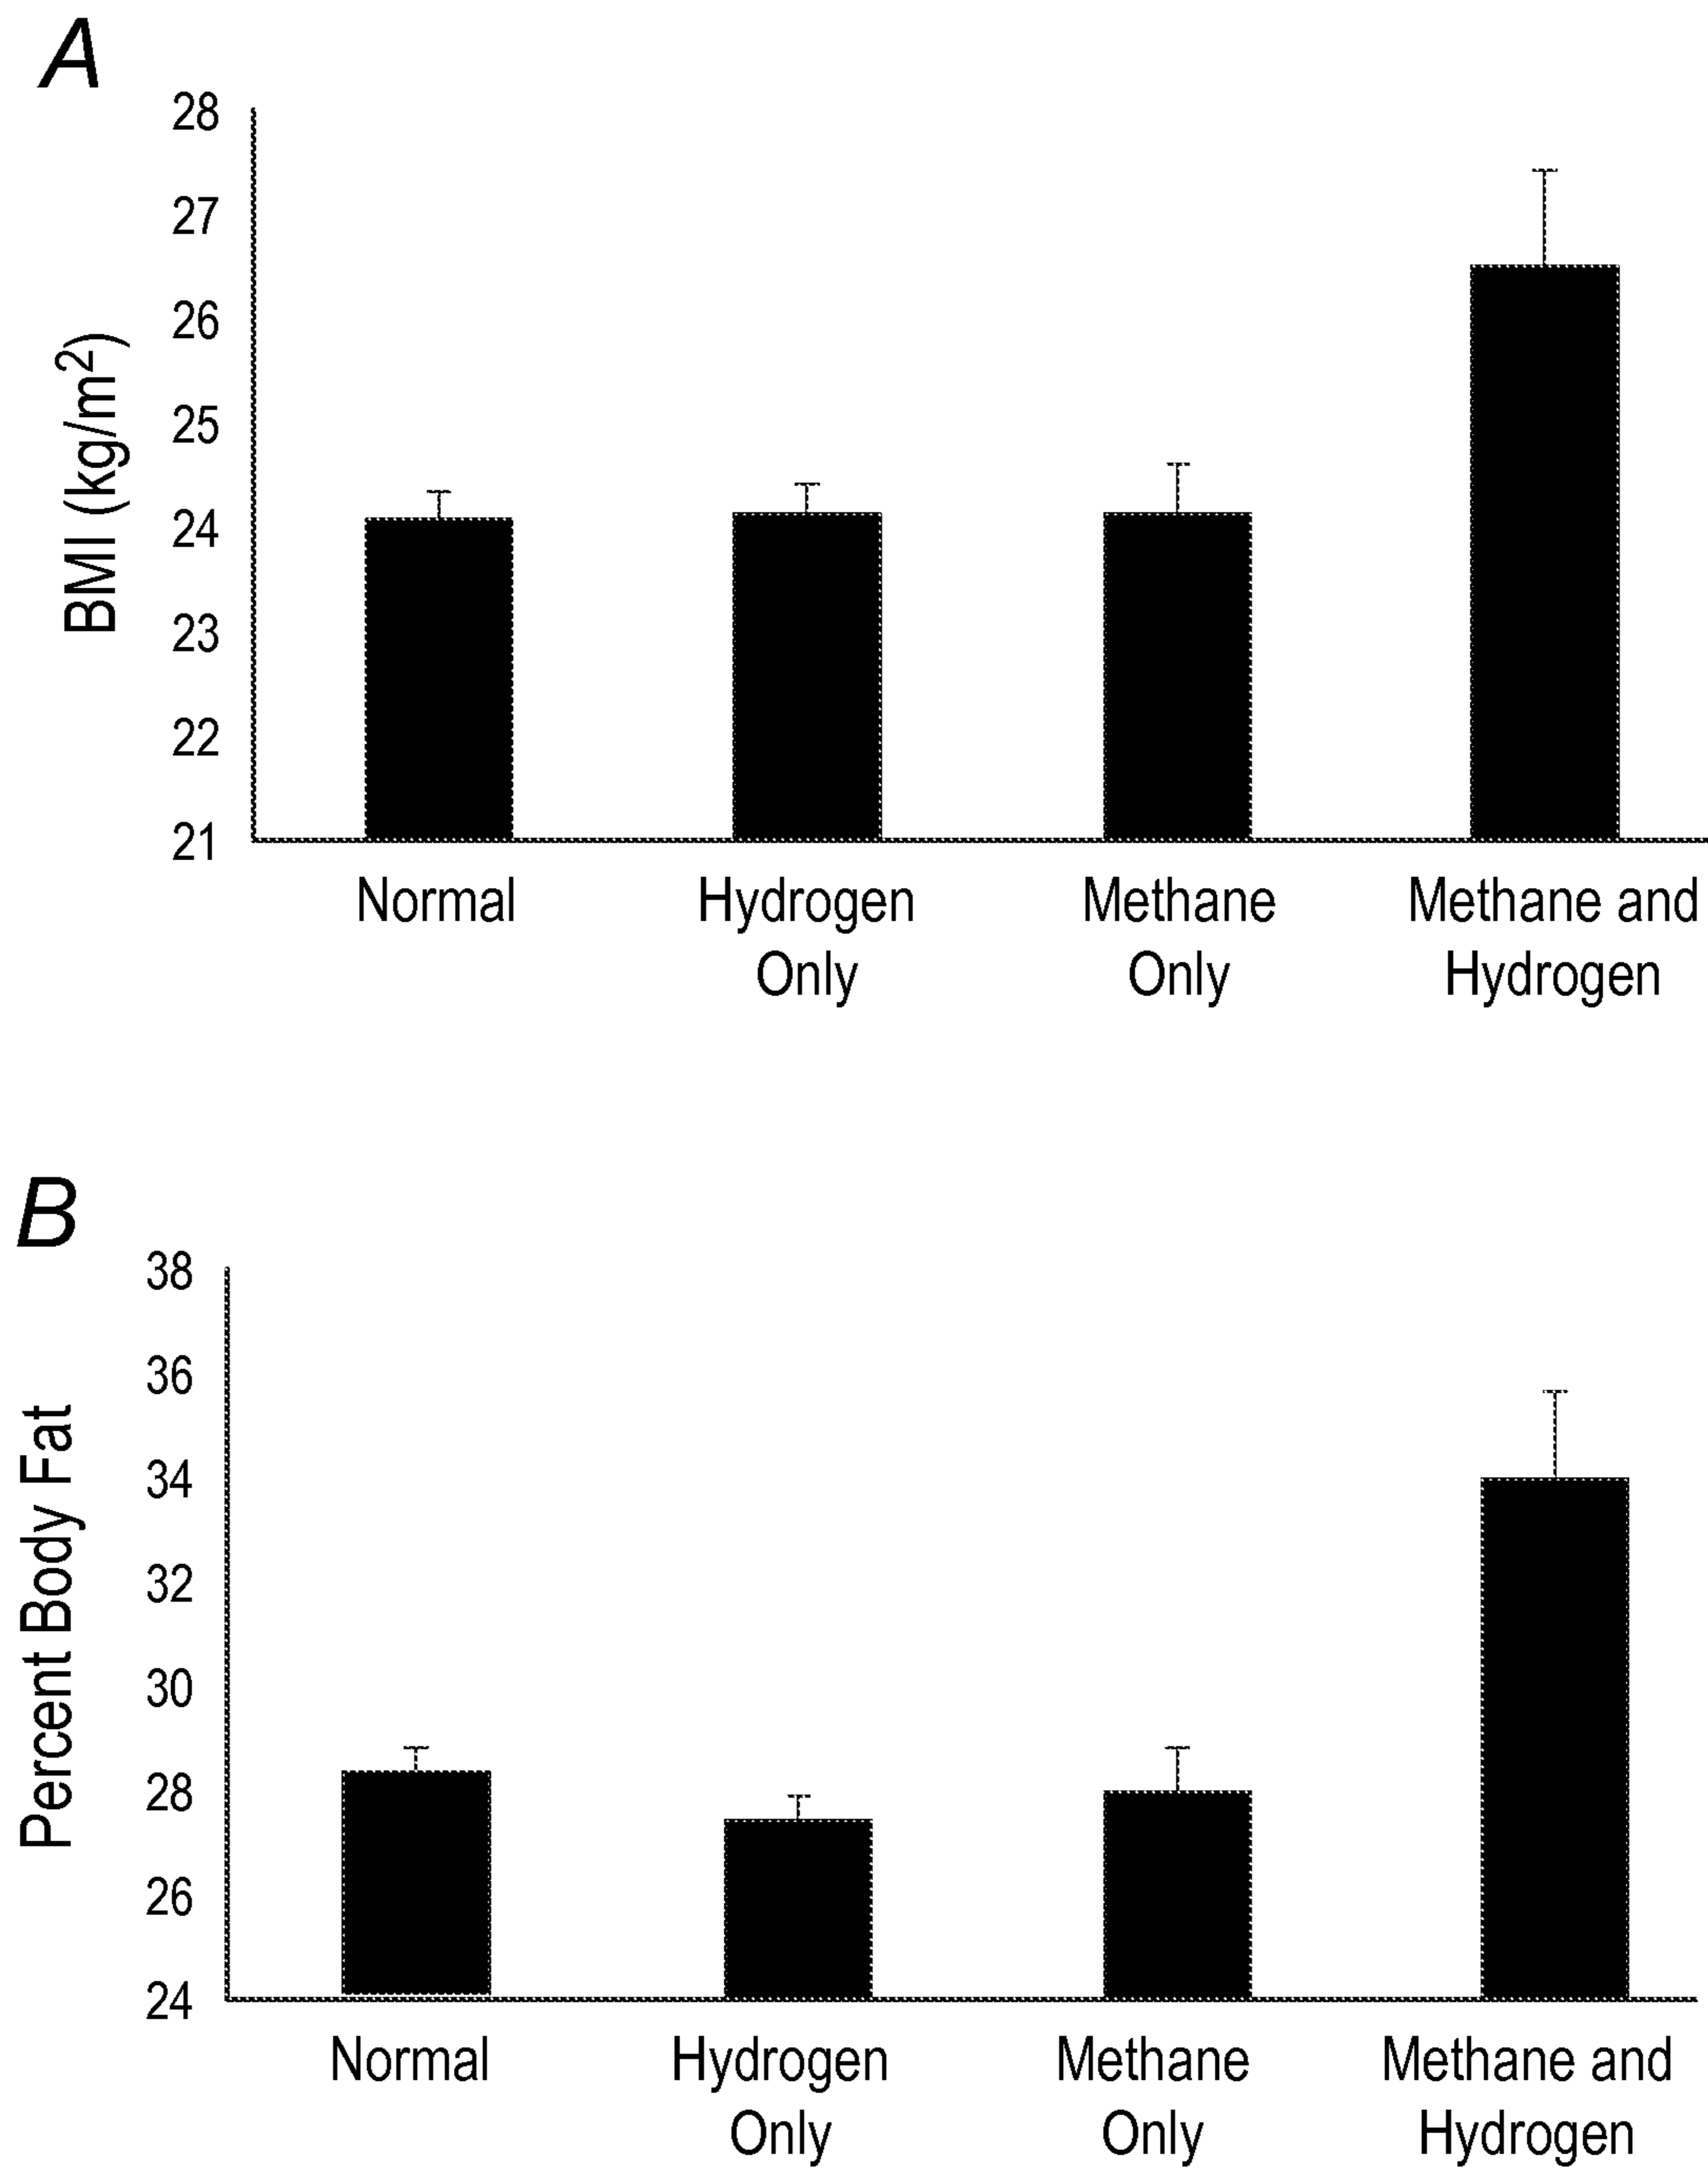 A
28
27
26
25
24
23
22
21
BMI (kg/m²)
Normal
Hydrogen
Only
Methane
Only
Methane and
Hydrogen
B
38
36
34
32
30
28
26
24
Percent Body Fat
Normal
Hydrogen
Only
Methane
Only
Methane and
Hydrogen